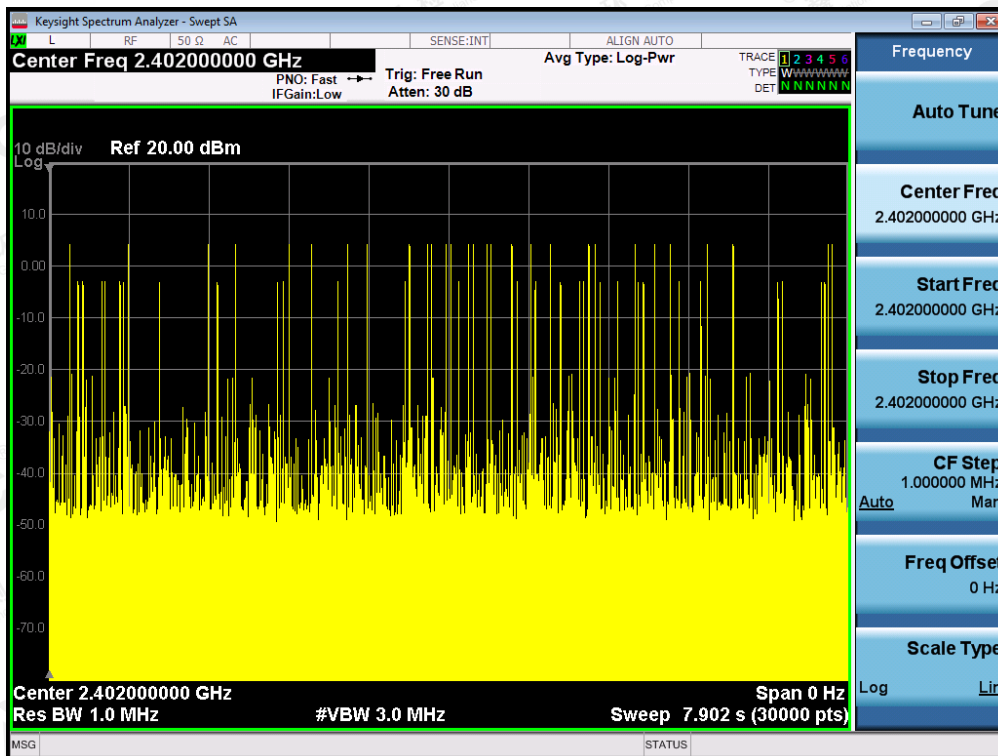 Keysight Spectrum Analyzer - Swept SA
LXI L RF 50 Ω AC SENSE:INT ALIGN AUTO
Center Freq 2.402000000 GHz
PNO: Fast
IFGain:Low
Trig: Free Run
Atten: 30 dB
Avg Type: Log-Pwr
TRACE 1 2 3 4 5 6
TYPE W
DET N N N N N N
10 dB/div
Log
Ref 20.00 dBm
10.0
0.00
-10.0
-20.0
-30.0
-40.0
-50.0
-60.0
-70.0
Center 2.402000000 GHz
Span 0 Hz
Res BW 1.0 MHz
#VBW 3.0 MHz
Sweep 7.902 s (30000 pts)
MSG
STATUS
Frequency
Auto Tune
Center Freq
2.402000000 GHz
Start Freq
2.402000000 GHz
Stop Freq
2.402000000 GHz
CF Step
1.000000 MHz
Auto Man
Freq Offset
0 Hz
Scale Type
Log Lin